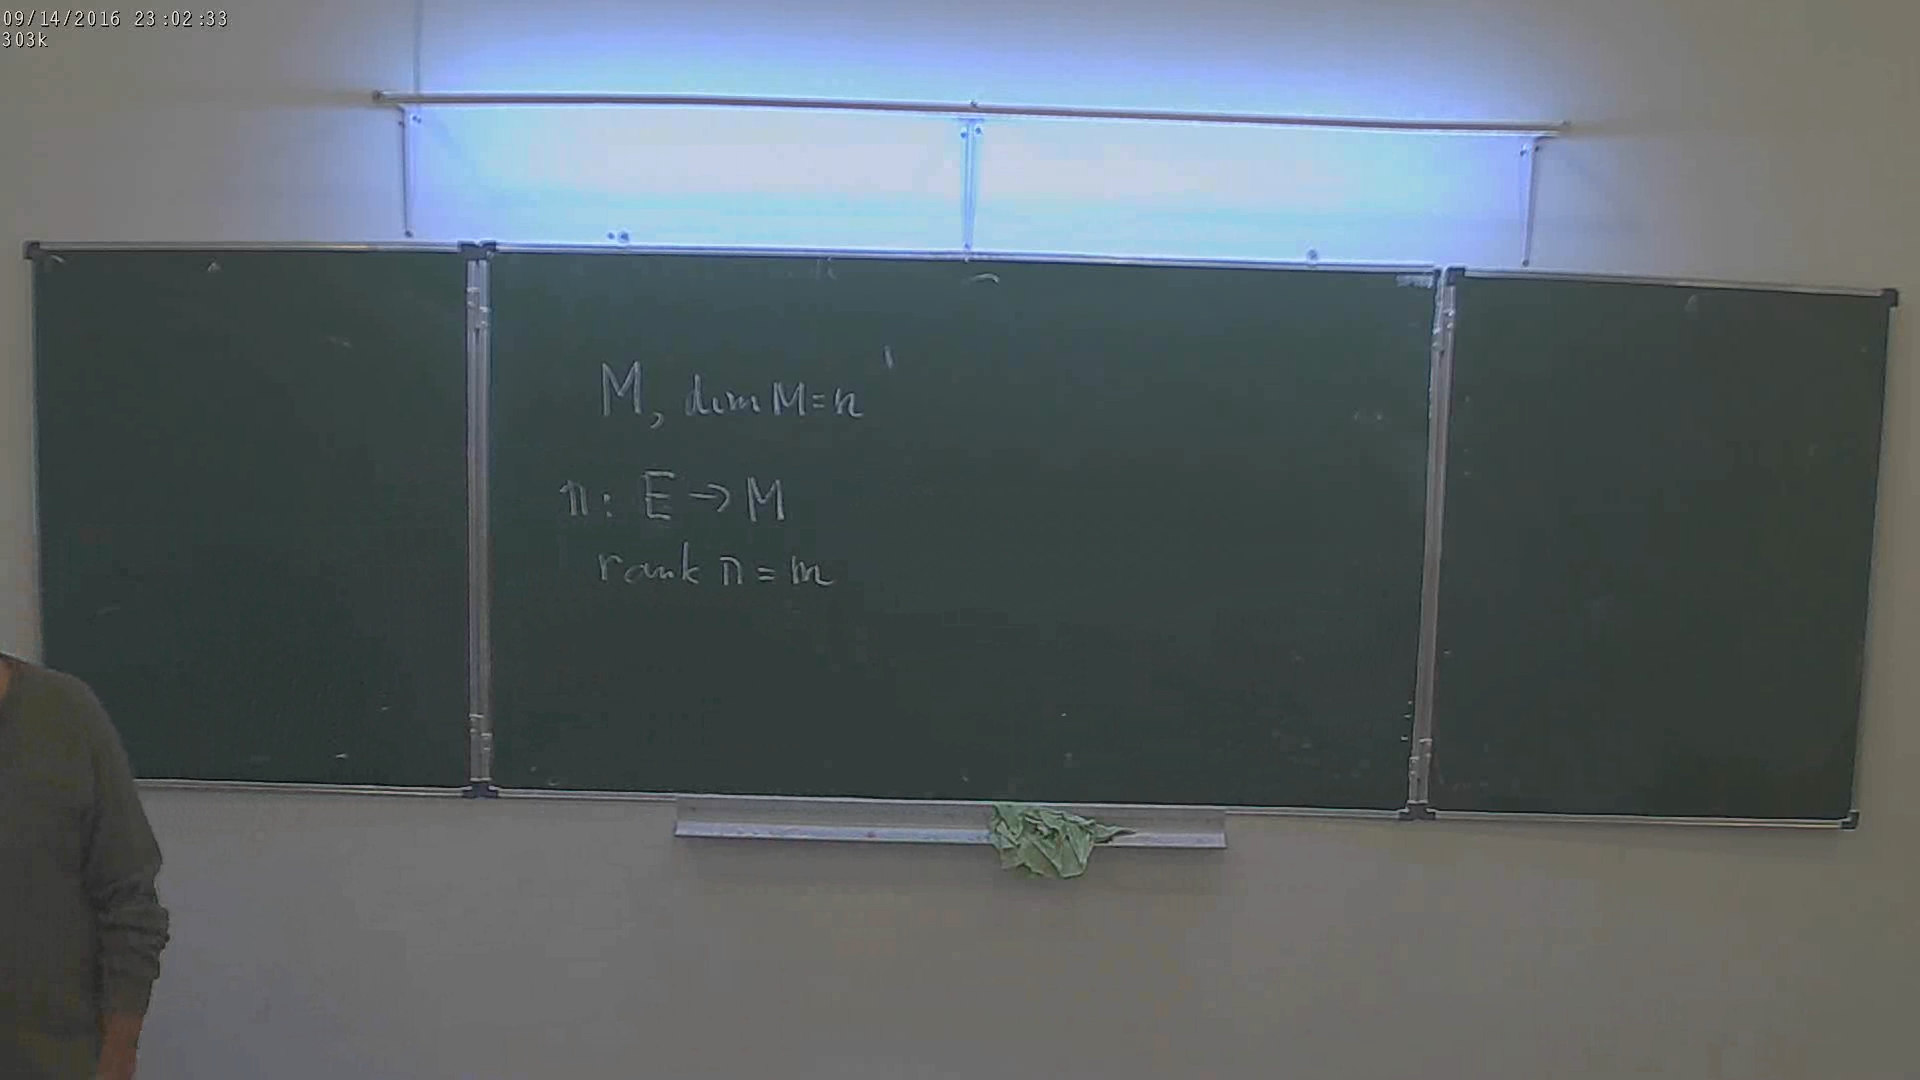 09/14/2016 23:02:33
303k
M, dim M = n
π: E → M
rank π = m